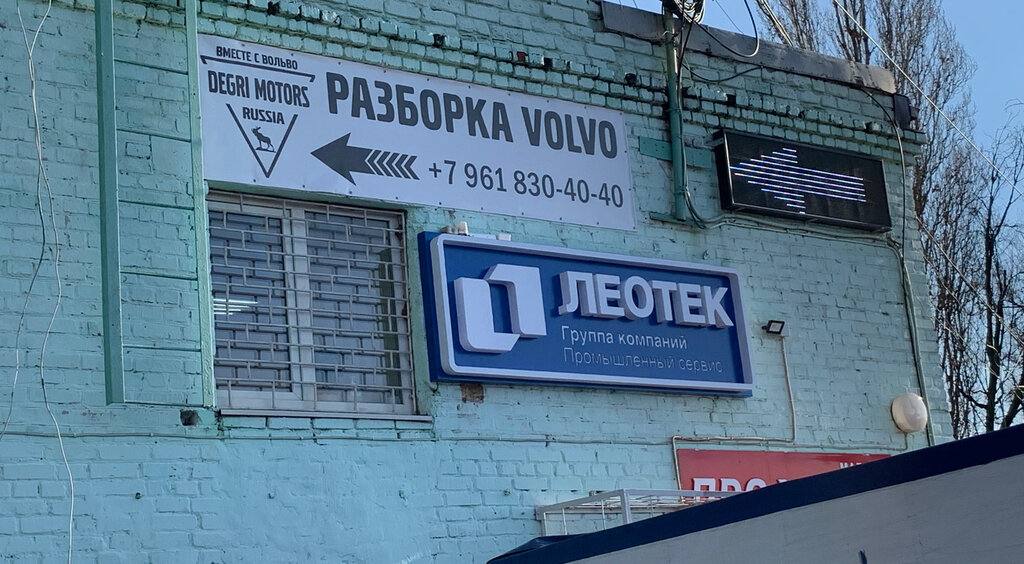 ВМЕСТЕ С ВОЛЬВО
DEGRI MOTORS
RUSSIA
РАЗБОРКА VOLVO
+7 961 830-40-40
ЛЕОТЕК
Группа компаний
Промышленный сервис